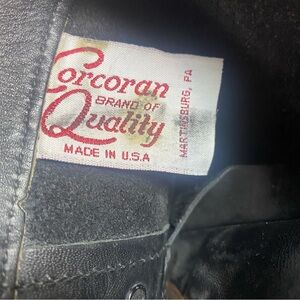 Corcoran
BRAND OF
Quality
MADE IN U.S.A
MARTINSBURG, PA